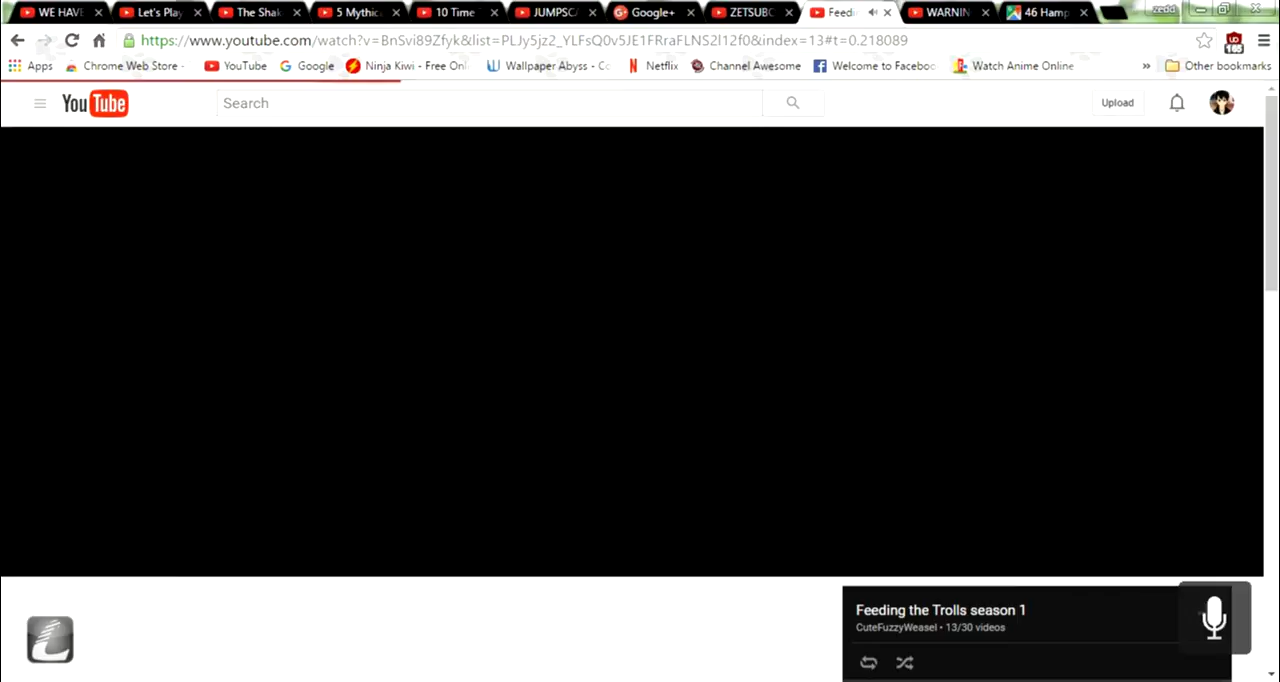 WE HAVE Let's Play The Shak 5 Mythic 10 Time JUMPSCA Google+ ZETSUBO Feedi WARNIN 46 Hamp zedd
https://www.youtube.com/watch?v=BnSvi89Zfyk&list=PLJy5jz2_YLFsQ0v5JE1FRraFLNS2l12f0&index=13#t=0.218089 105
Apps Chrome Web Store - YouTube Google Ninja Kiwi - Free Onl Wallpaper Abyss - Co Netflix Channel Awesome Welcome to Faceboo Watch Anime Online » Other bookmarks
YouTube Search Upload
Feeding the Trolls season 1
CuteFuzzyWeasel • 13/30 videos